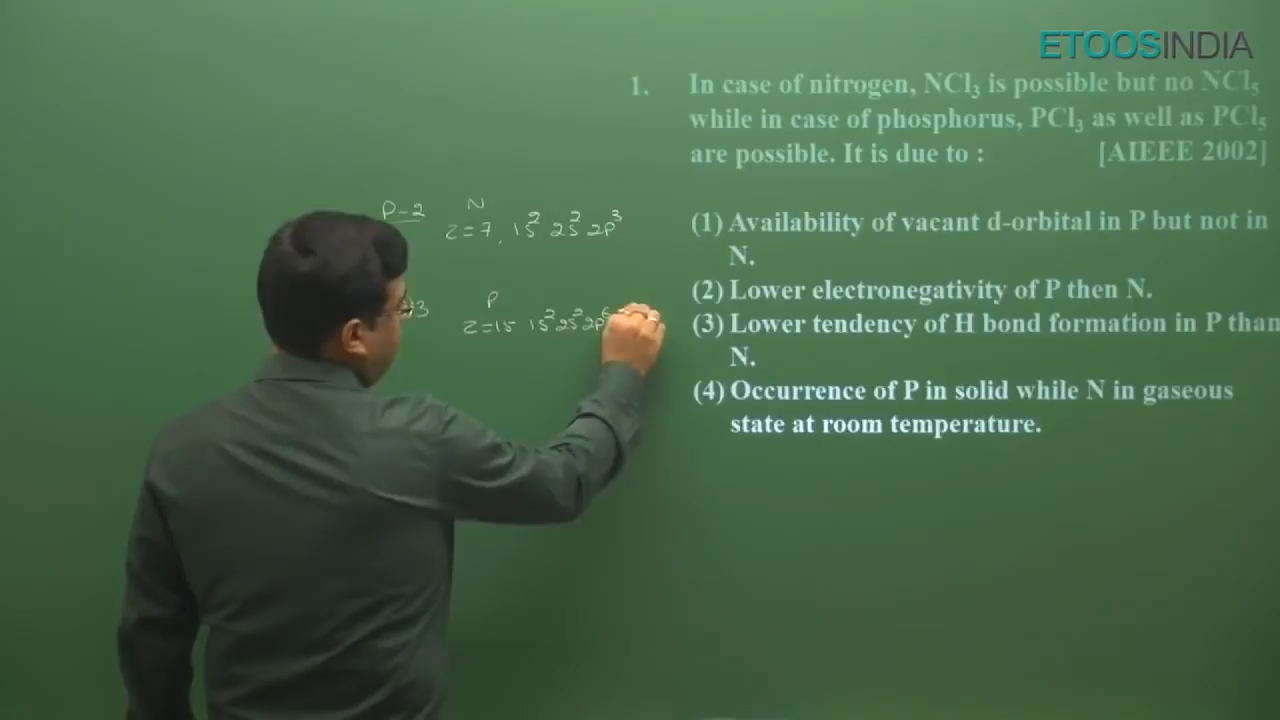 ETOOSINDIA
1. In case of nitrogen, NCl₃ is possible but no NCl₅
while in case of phosphorus, PCl₃ as well as PCl₅
are possible. It is due to : [AIEEE 2002]
(1) Availability of vacant d-orbital in P but not in
N.
(2) Lower electronegativity of P then N.
(3) Lower tendency of H bond formation in P than
N.
(4) Occurrence of P in solid while N in gaseous
state at room temperature.
P-2 N
Z=7, 1s² 2s² 2p³
3 P
Z=15 1s² 2s² 2p⁶